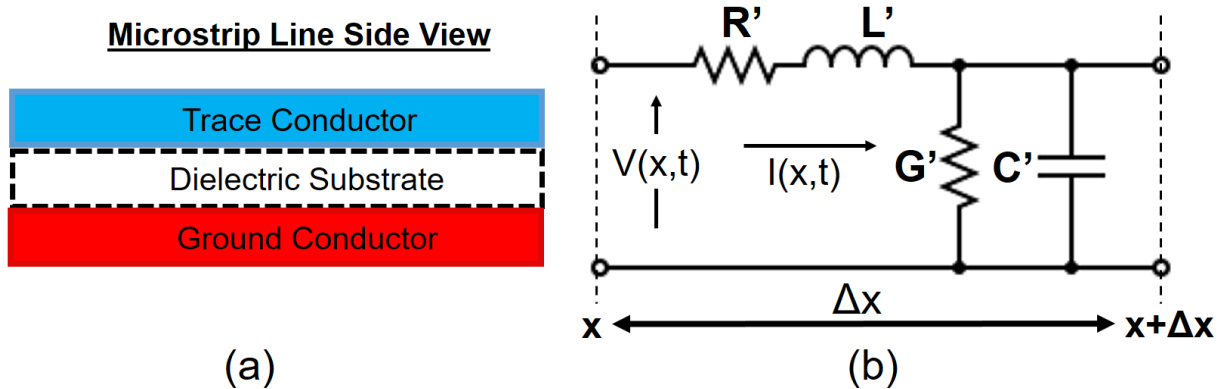 Microstrip Line Side View
Trace Conductor
Dielectric Substrate
Ground Conductor
(a)
R’ L’
V(x,t) I(x,t) G’ C’
Δx
x x+Δx
(b)